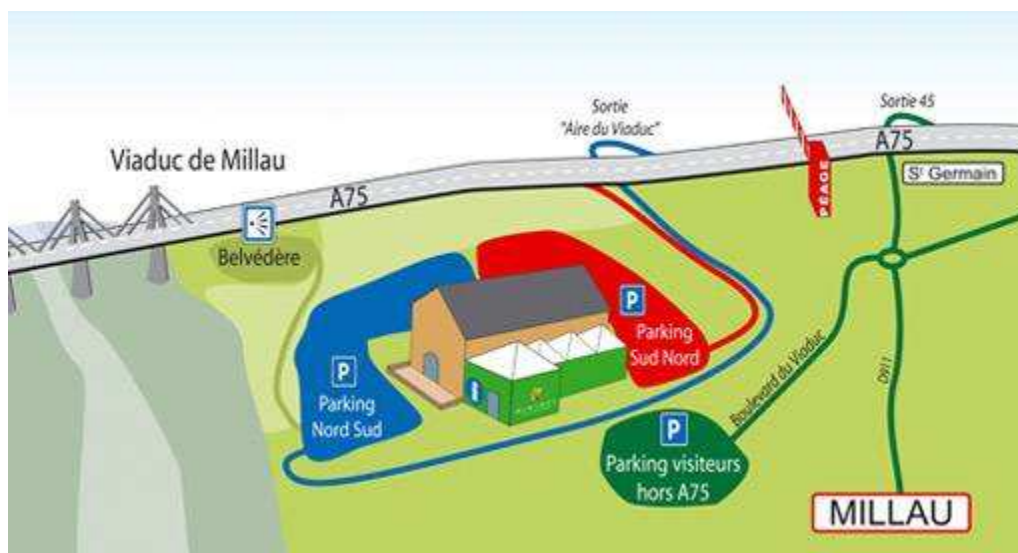 Sortie
"Aire du Viaduc"
Sortie 45
Viaduc de Millau
A75
A75
PÉAGE
Sᵗ Germain
Belvédère
P
Parking
Sud Nord
P
Parking
Nord Sud
Boulevard du Viaduc
D911
P
Parking visiteurs
hors A75
MILLAU